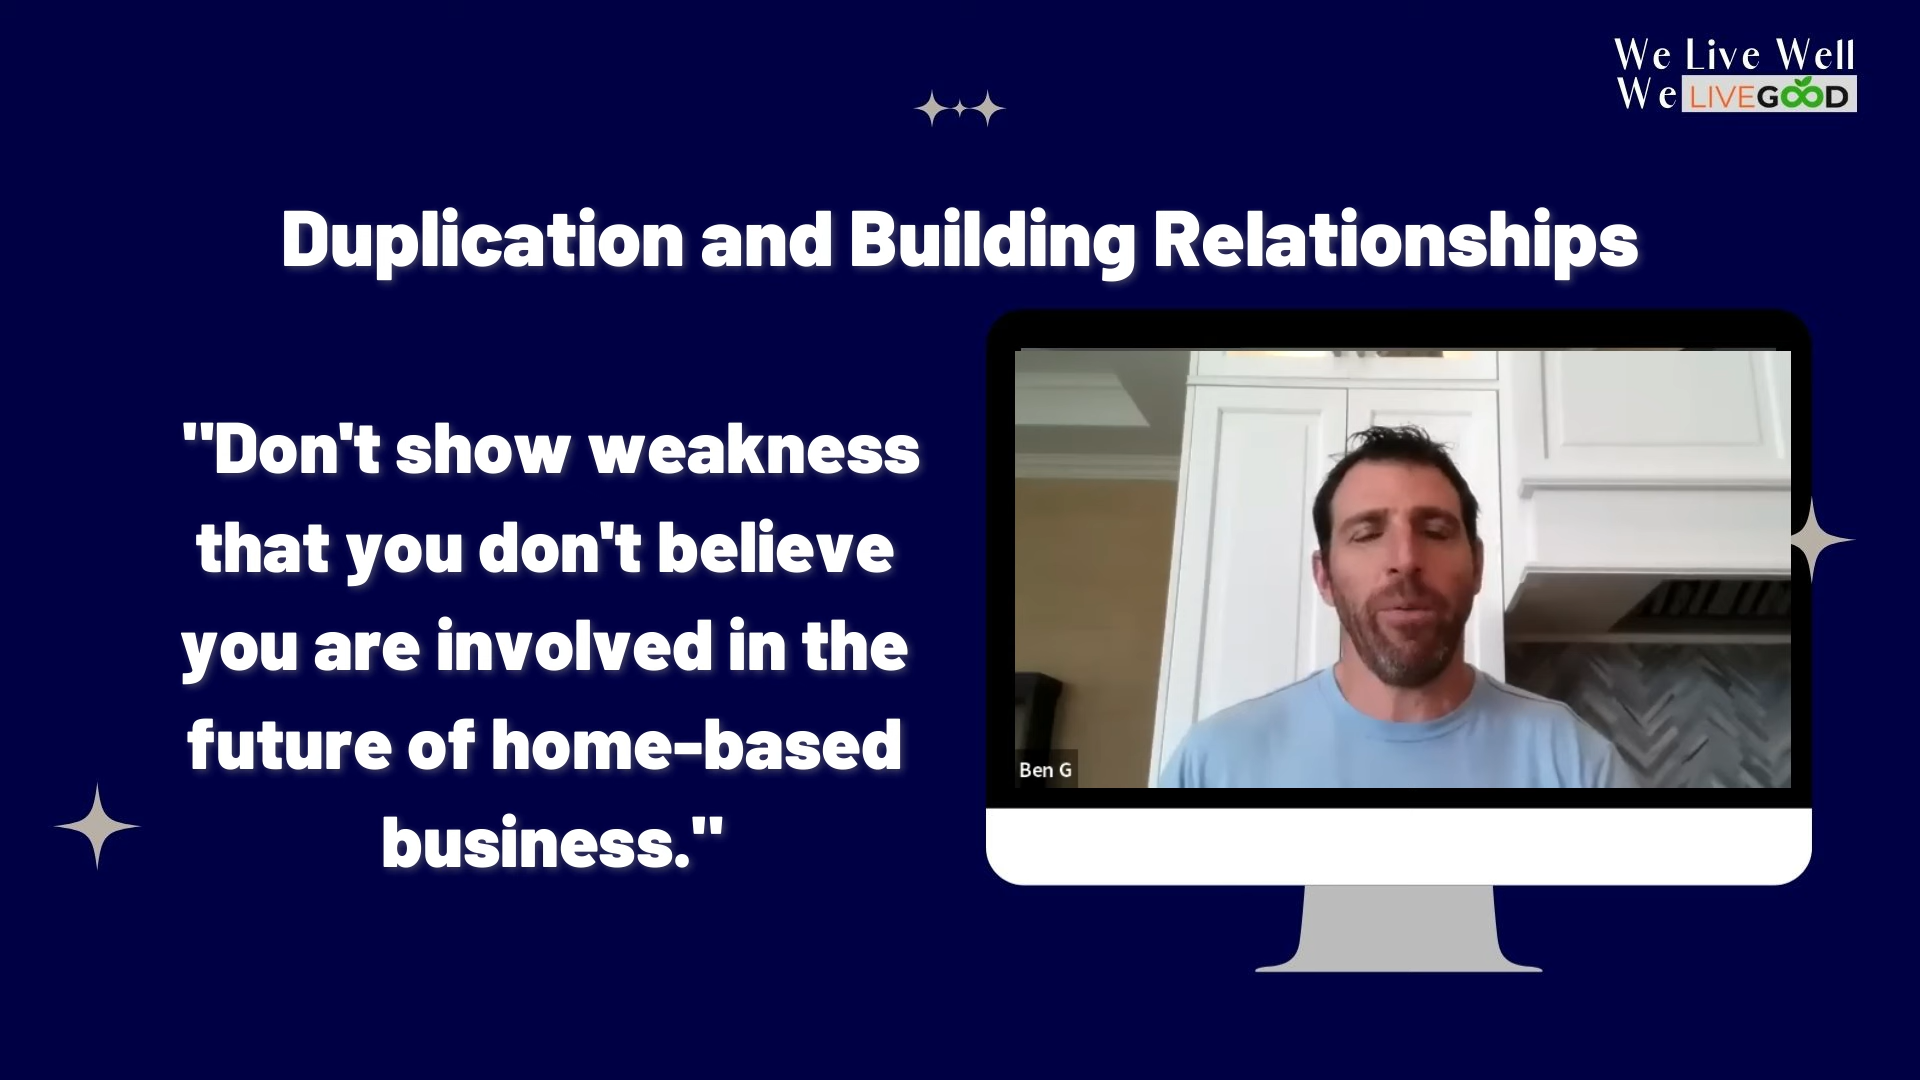 We Live Well
We LIVEGOOD
Duplication and Building Relationships
"Don't show weakness
that you don't believe
you are involved in the
future of home-based
business."
Ben G